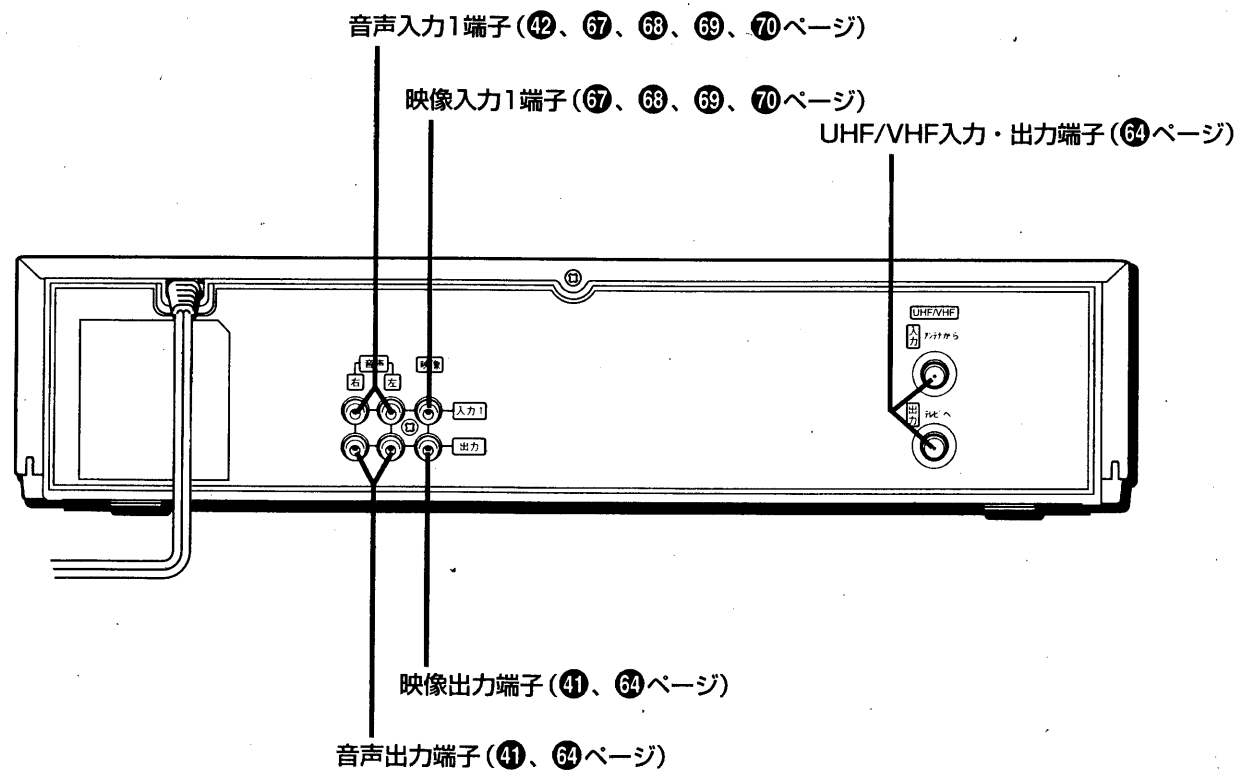 音声入力1端子(42、67、68、69、70ページ)
映像入力1端子(67、68、69、70ページ)
UHF/VHF入力・出力端子(64ページ)
UHF/VHF
入力 アンテナから
音声 映像
右 左
入力1
出力 テレビへ
出力
映像出力端子(41、64ページ)
音声出力端子(41、64ページ)